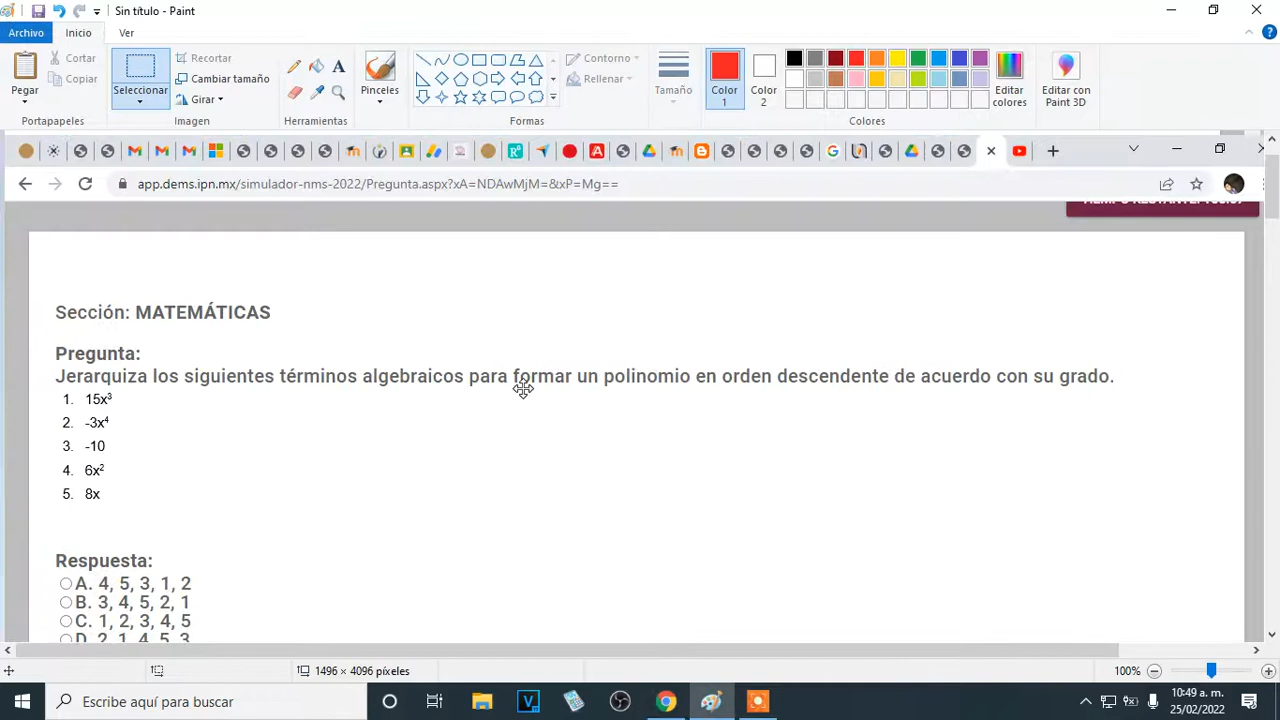 Sin título - Paint
Archivo Inicio Ver
Pegar
Cortar
Copiar
Portapapeles
Seleccionar
Recortar
Cambiar tamaño
Girar
Imagen
A
Herramientas
Pinceles
Contorno
Rellenar
Formas
Tamaño
Color 1
Color 2
Editar colores
Colores
Editar con Paint 3D
app.dems.ipn.mx/simulador-nms-2022/Pregunta.aspx?xA=NDAwMjM=&xP=Mg==
Sección: MATEMÁTICAS
Pregunta:
Jerarquiza los siguientes términos algebraicos para formar un polinomio en orden descendente de acuerdo con su grado.
1. 15x³
2. -3x⁴
3. -10
4. 6x²
5. 8x
Respuesta:
A. 4, 5, 3, 1, 2
B. 3, 4, 5, 2, 1
C. 1, 2, 3, 4, 5
D. 2, 1, 4, 5, 3
1496 × 4096 píxeles
100%
Escribe aquí para buscar
10:49 a. m.
25/02/2022